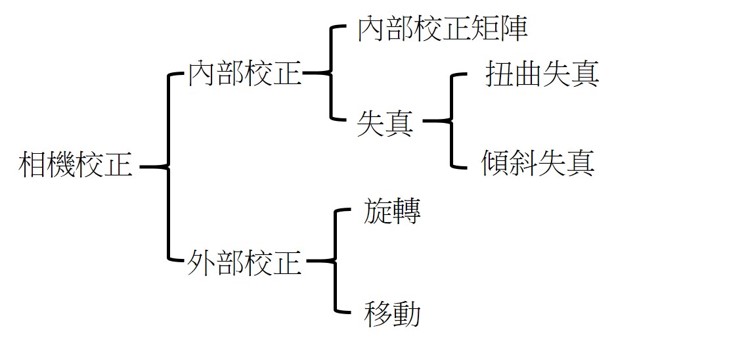 內部校正矩陣
內部校正
扭曲失真
失真
相機校正
傾斜失真
旋轉
外部校正
移動